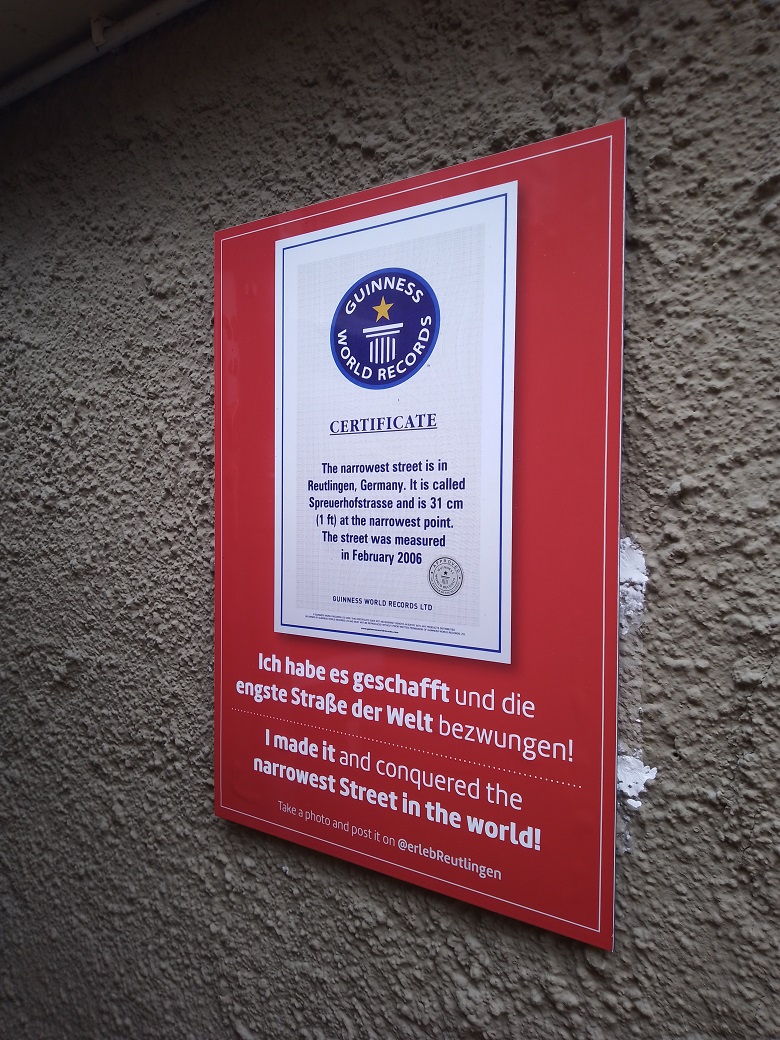 GUINNESS
WORLD RECORDS
CERTIFICATE
The narrowest street is in
Reutlingen, Germany. It is called
Spreuerhofstrasse and is 31 cm
(1 ft) at the narrowest point.
The street was measured
in February 2006
APPROVED
GUINNESS WORLD RECORDS LTD
Ich habe es geschafft und die
engste Straße der Welt bezwungen!
I made it and conquered the
narrowest Street in the world!
Take a photo and post it on @erlebReutlingen